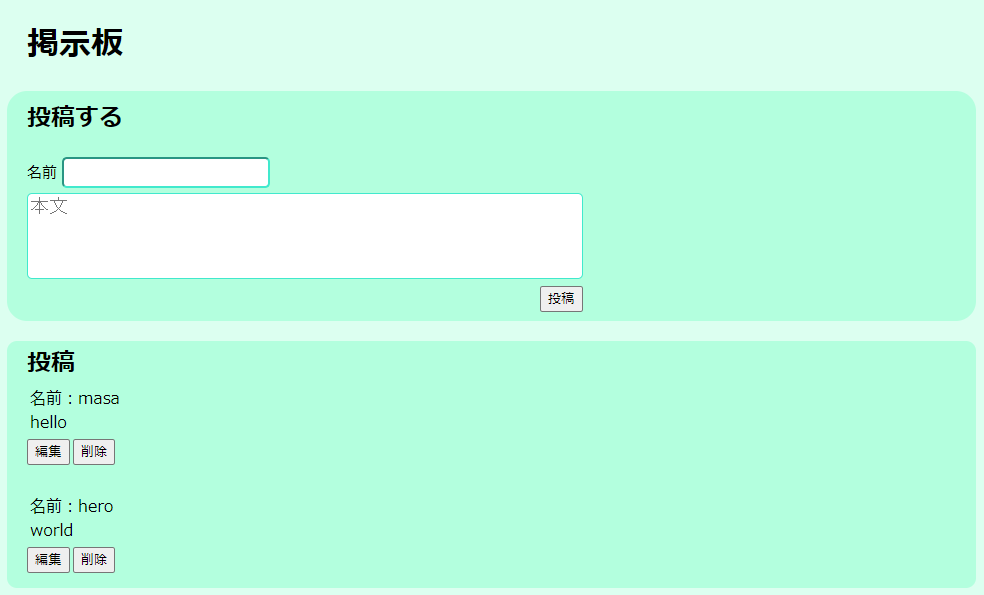 掲示板
投稿する
名前
本文
投稿
投稿
名前：masa
hello
編集 削除
名前：hero
world
編集 削除